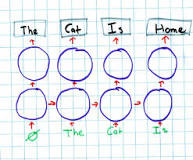 The Cat Is Home
∅ The Cat Is